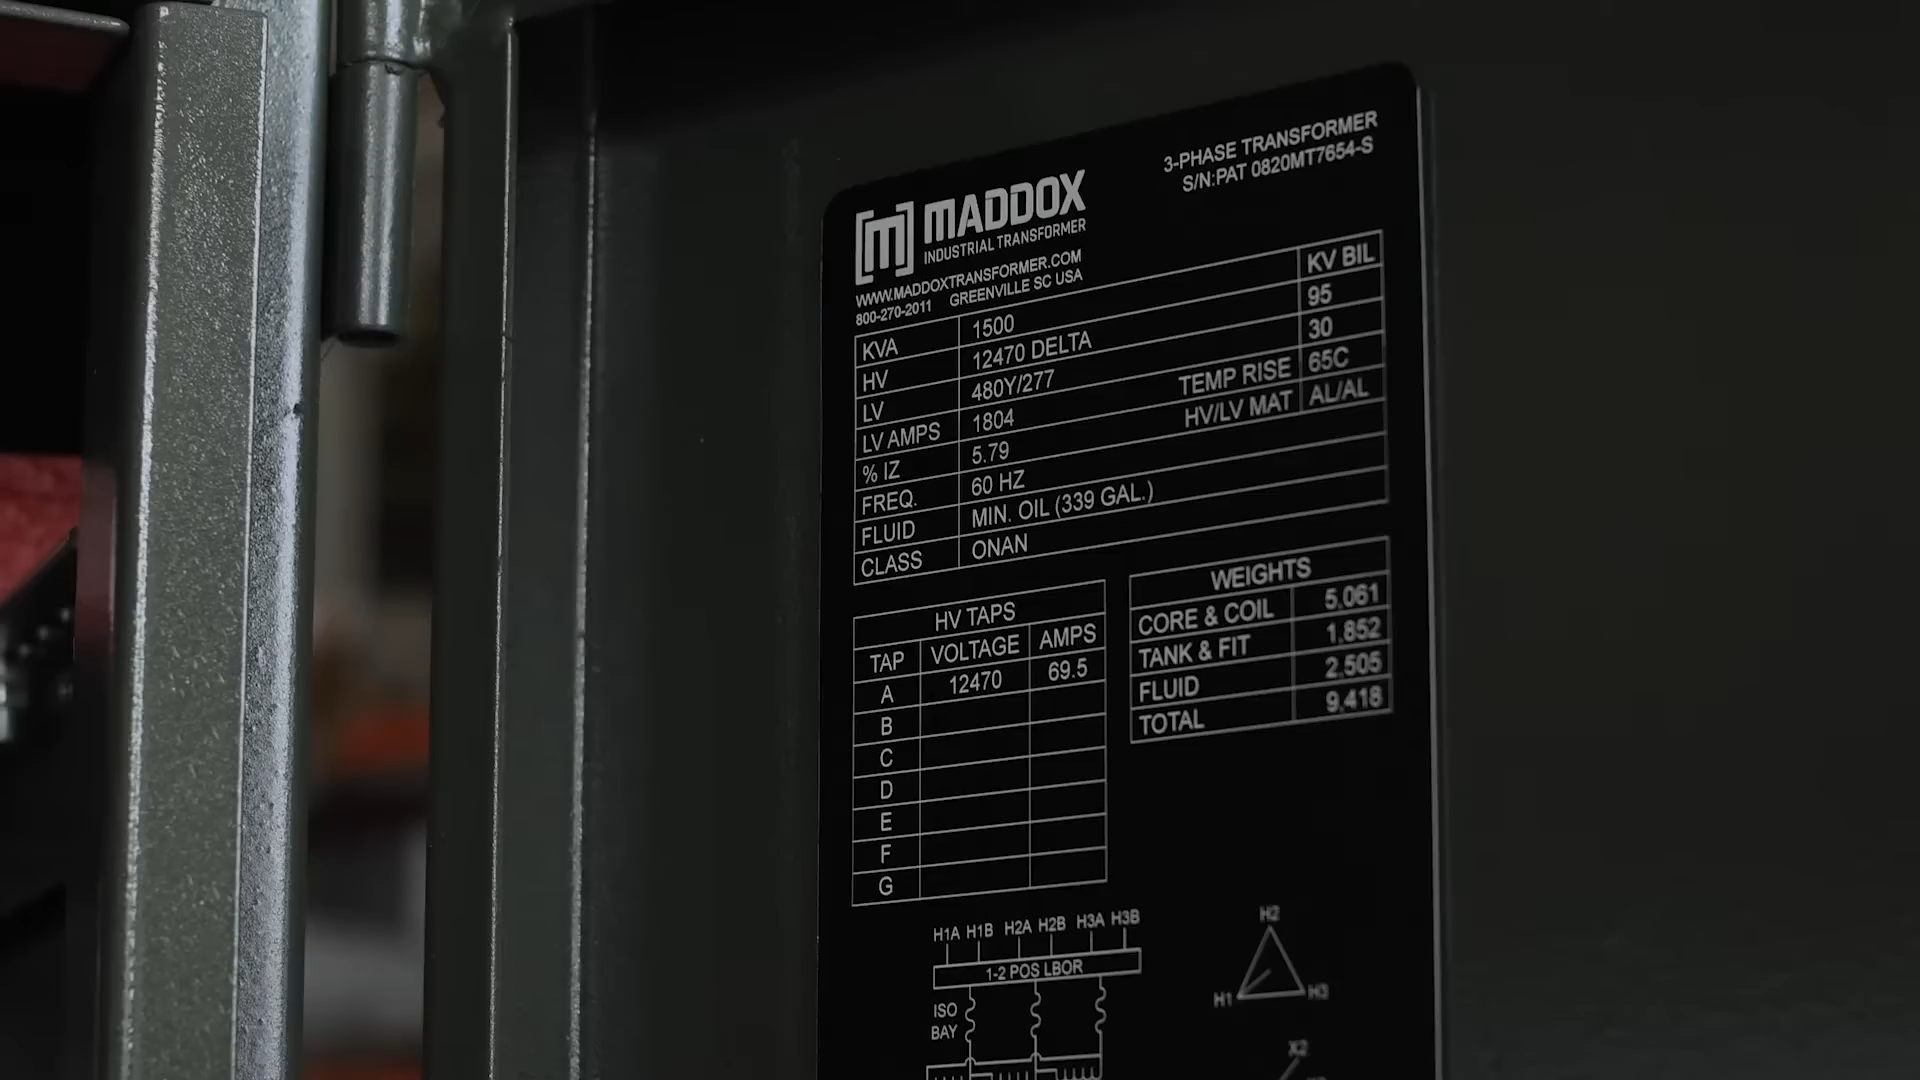 3-PHASE TRANSFORMER
S/N:PAT 0820MT7654-S
[m] MADDOX
INDUSTRIAL TRANSFORMER
WWW.MADDOXTRANSFORMER.COM
800-270-2011 GREENVILLE SC USA
KV BIL
KVA 1500 95
HV 12470 DELTA 30
LV 480Y/277 TEMP RISE 65C
LV AMPS 1804 HV/LV MAT AL/AL
% IZ 5.79
FREQ. 60 HZ
FLUID MIN. OIL (339 GAL.)
CLASS ONAN
HV TAPS
TAP VOLTAGE AMPS
A 12470 69.5
B
C
D
E
F
G
WEIGHTS
CORE & COIL 5,061
TANK & FIT 1,852
FLUID 2,505
TOTAL 9,418
H1A H1B H2A H2B H3A H3B
1-2 POS LBOR
ISO
BAY
H2
H1 H3
X2